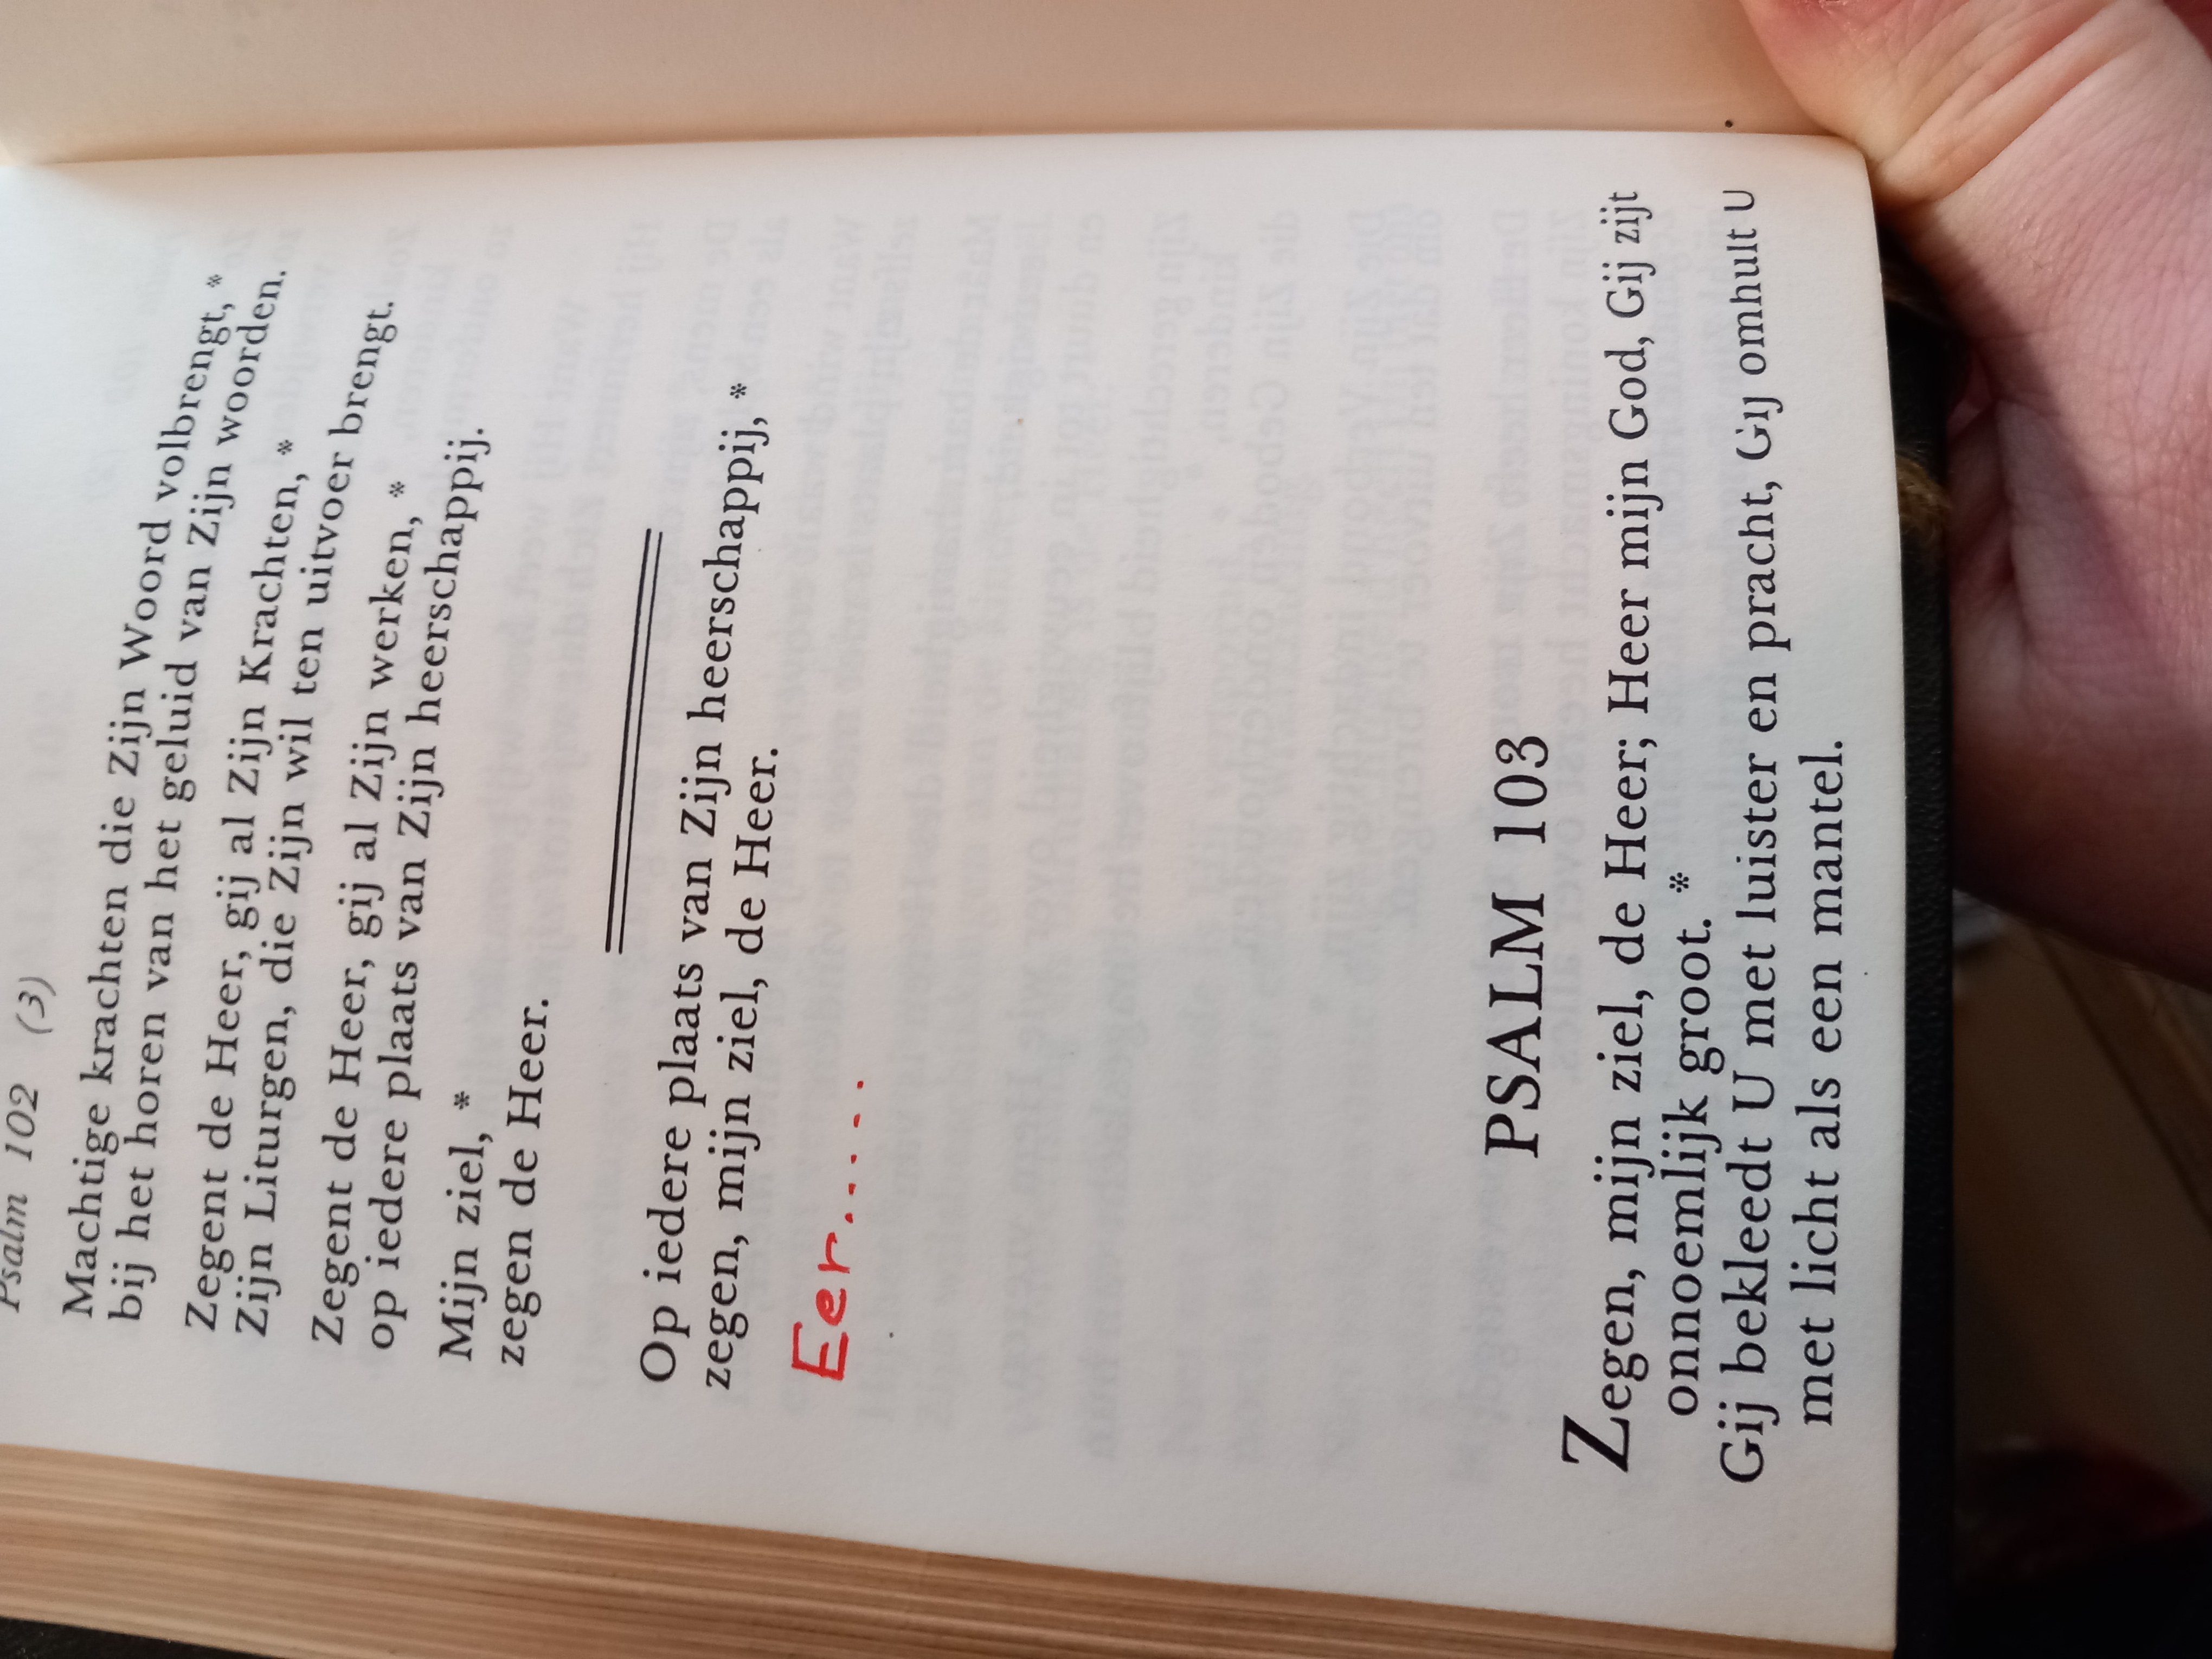 Psalm 102 (3)
Machtige krachten die Zijn Woord volbrengt, *
bij het horen van het geluid van Zijn woorden.
Zegent de Heer, gij al Zijn Krachten, *
Zijn Liturgen, die Zijn wil ten uitvoer brengt.
Zegent de Heer, gij al Zijn werken, *
op iedere plaats van Zijn heerschappij.
Mijn ziel, *
zegen de Heer.
Op iedere plaats van Zijn heerschappij, *
zegen, mijn ziel, de Heer.
Eer......
PSALM 103
Zegen, mijn ziel, de Heer; Heer mijn God, Gij zijt
onnoemlijk groot. *
Gij bekleedt U met luister en pracht, Gij omhult U
met licht als een mantel.